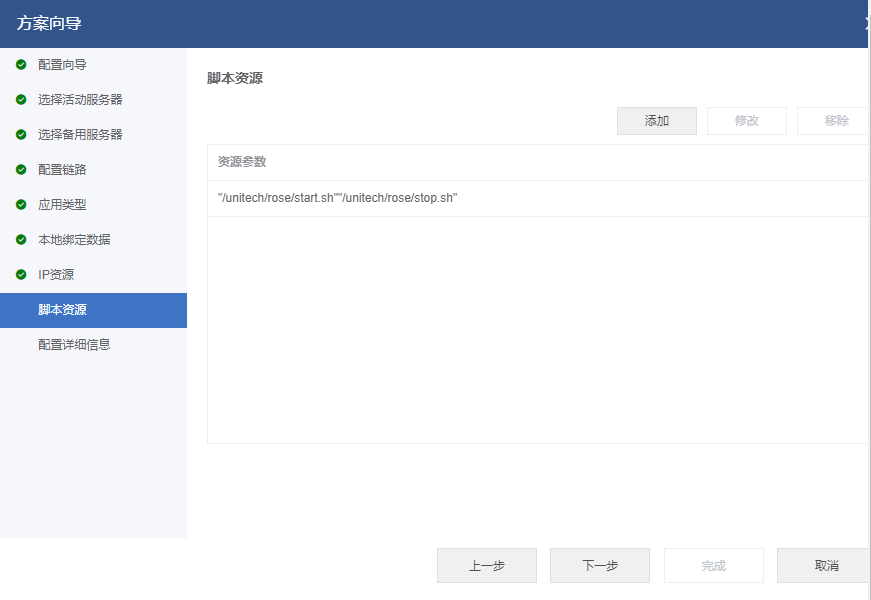 方案向导
配置向导
选择活动服务器
选择备用服务器
配置链路
应用类型
本地绑定数据
IP资源
脚本资源
配置详细信息
脚本资源
添加
修改
移除
资源参数
"/unitech/rose/start.sh""/unitech/rose/stop.sh"
上一步
下一步
完成
取消